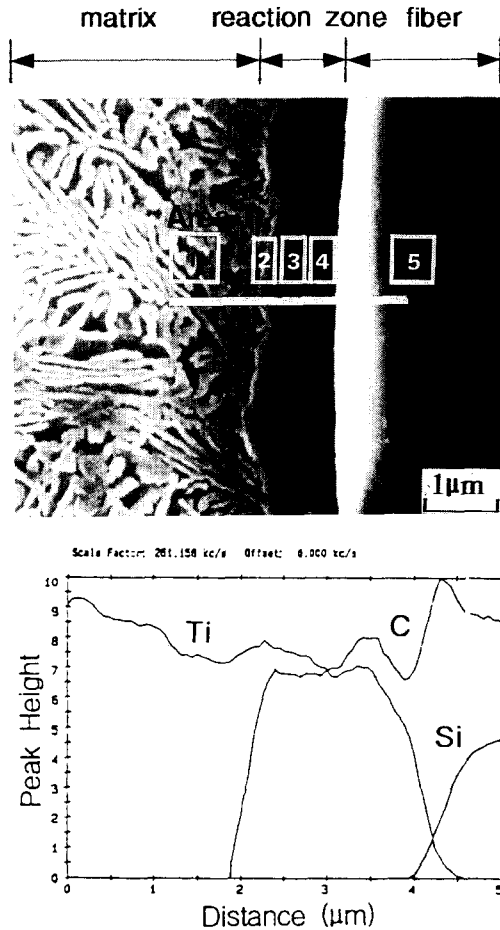 matrix reaction zone fiber
Area
1
2 3 4 5
1μm
Scale Factor: 261.158 kc/s Offset: 0.000 kc/s
10
9
8
7
6
5
4
3
2
1
0
Ti
C
Si
Peak Height
0 1 2 3 4 5
Distance (μm)